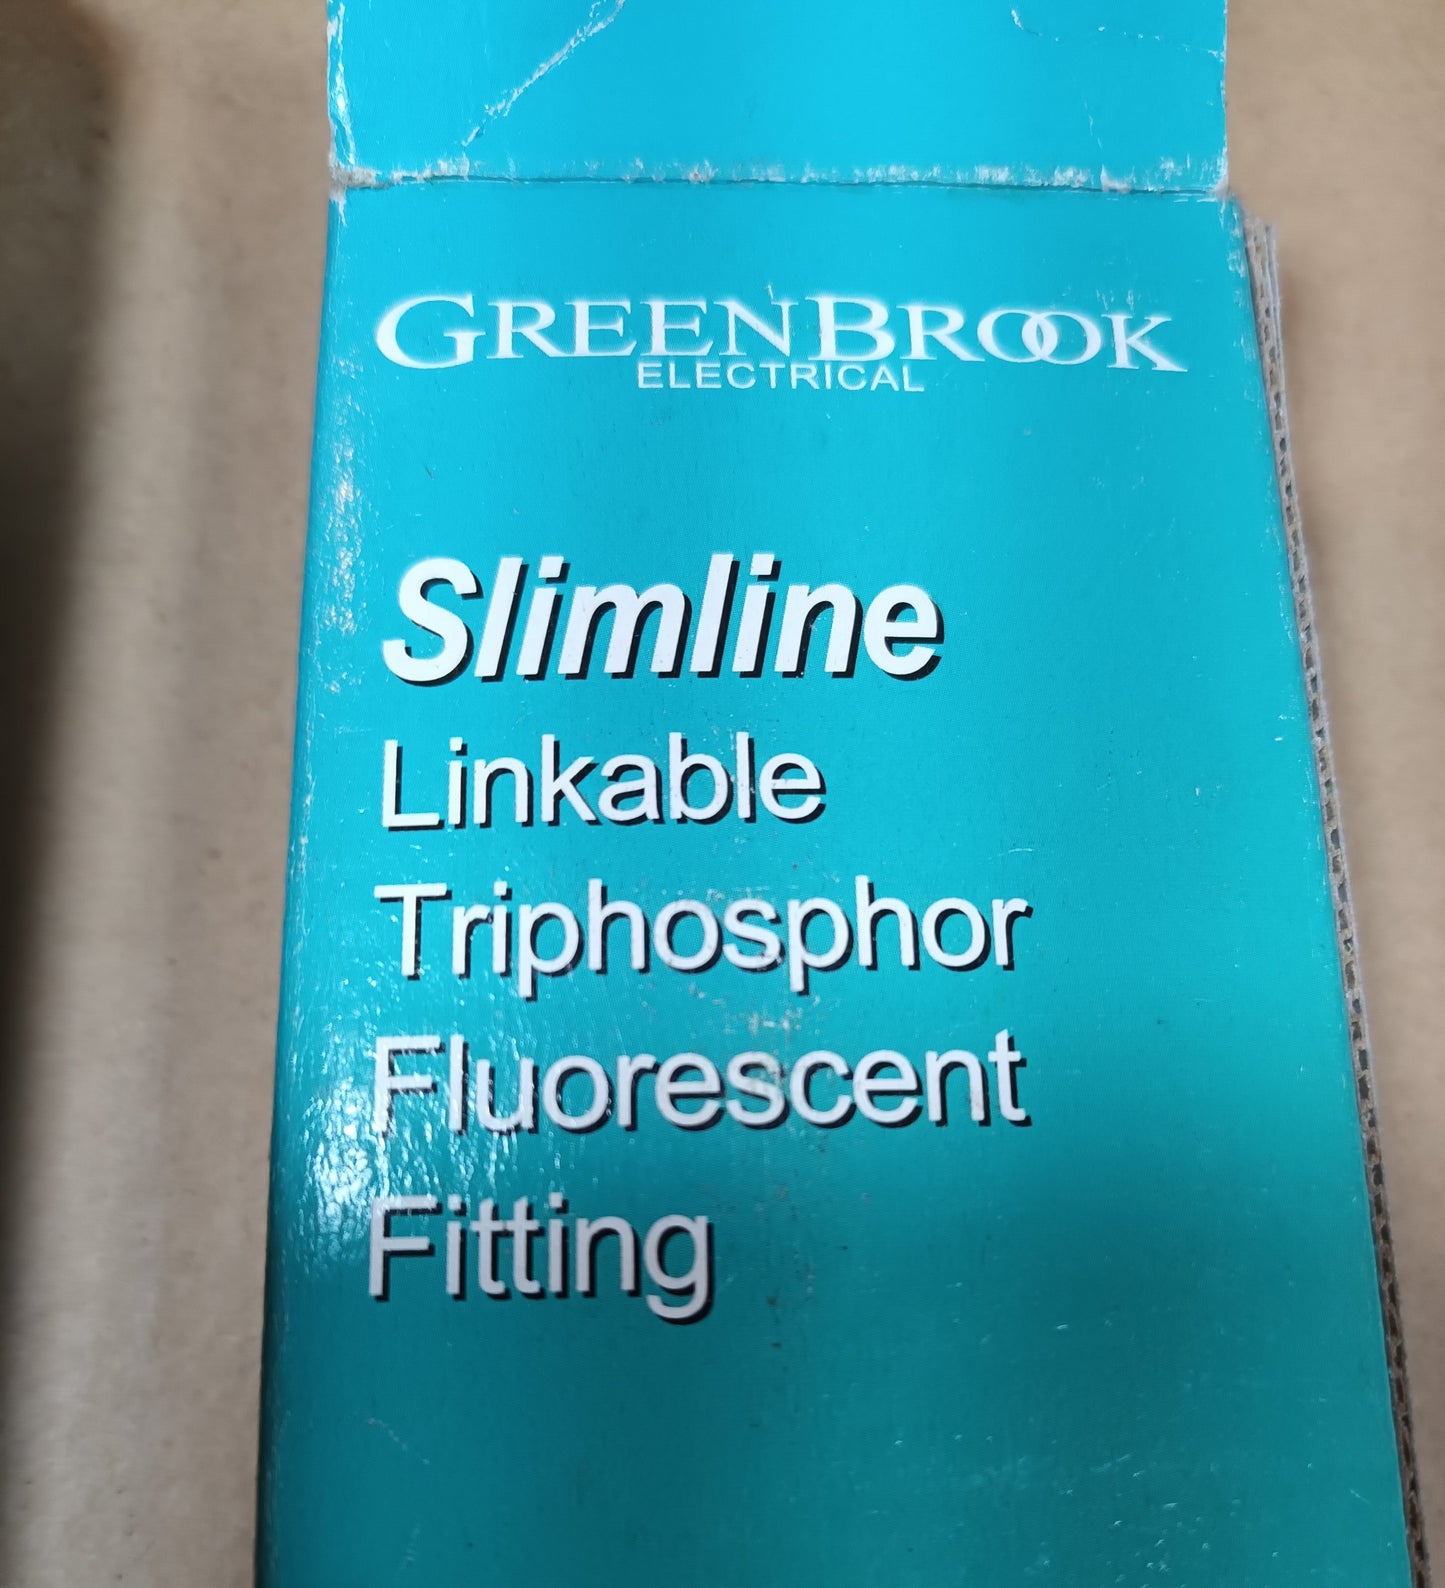 GREENBROOK
ELECTRICAL
Slimline
Linkable
Triphosphor
Fluorescent
Fitting